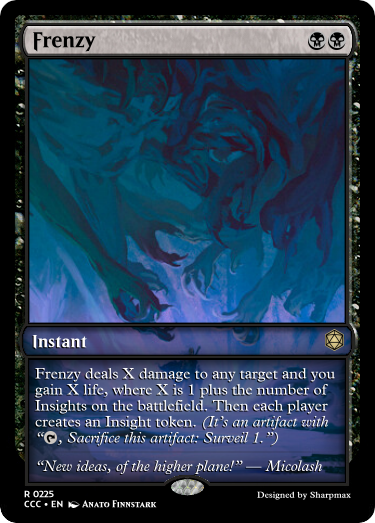 Frenzy
Instant
Frenzy deals X damage to any target and you
gain X life, where X is 1 plus the number of
Insights on the battlefield. Then each player
creates an Insight token. (It's an artifact with
“, Sacrifice this artifact: Surveil 1.”)
“New ideas, of the higher plane!” — Micolash
R 0225
CCC • EN Anato Finnstark
Designed by Sharpmax